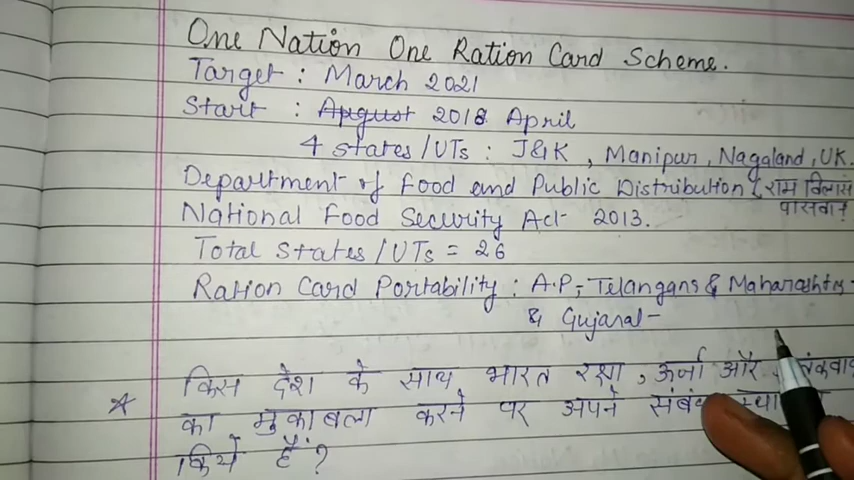 One Nation One Ration Card Scheme.
Target : March 2021
Start : August 2018 April
4 states/UTs : J&K, Manipur, Nagaland, UK.
Department of Food and Public Distribution (राम विलास
पासवान)
National Food Security Act- 2013.
Total States/UTs = 26
Ration Card Portability : A.P, Telangans & Maharashtra
& Gujarat
किस देश के साथ भारत रक्षा, ऊर्जा और
का मुकाबला करने पर अपने
किये हैं?